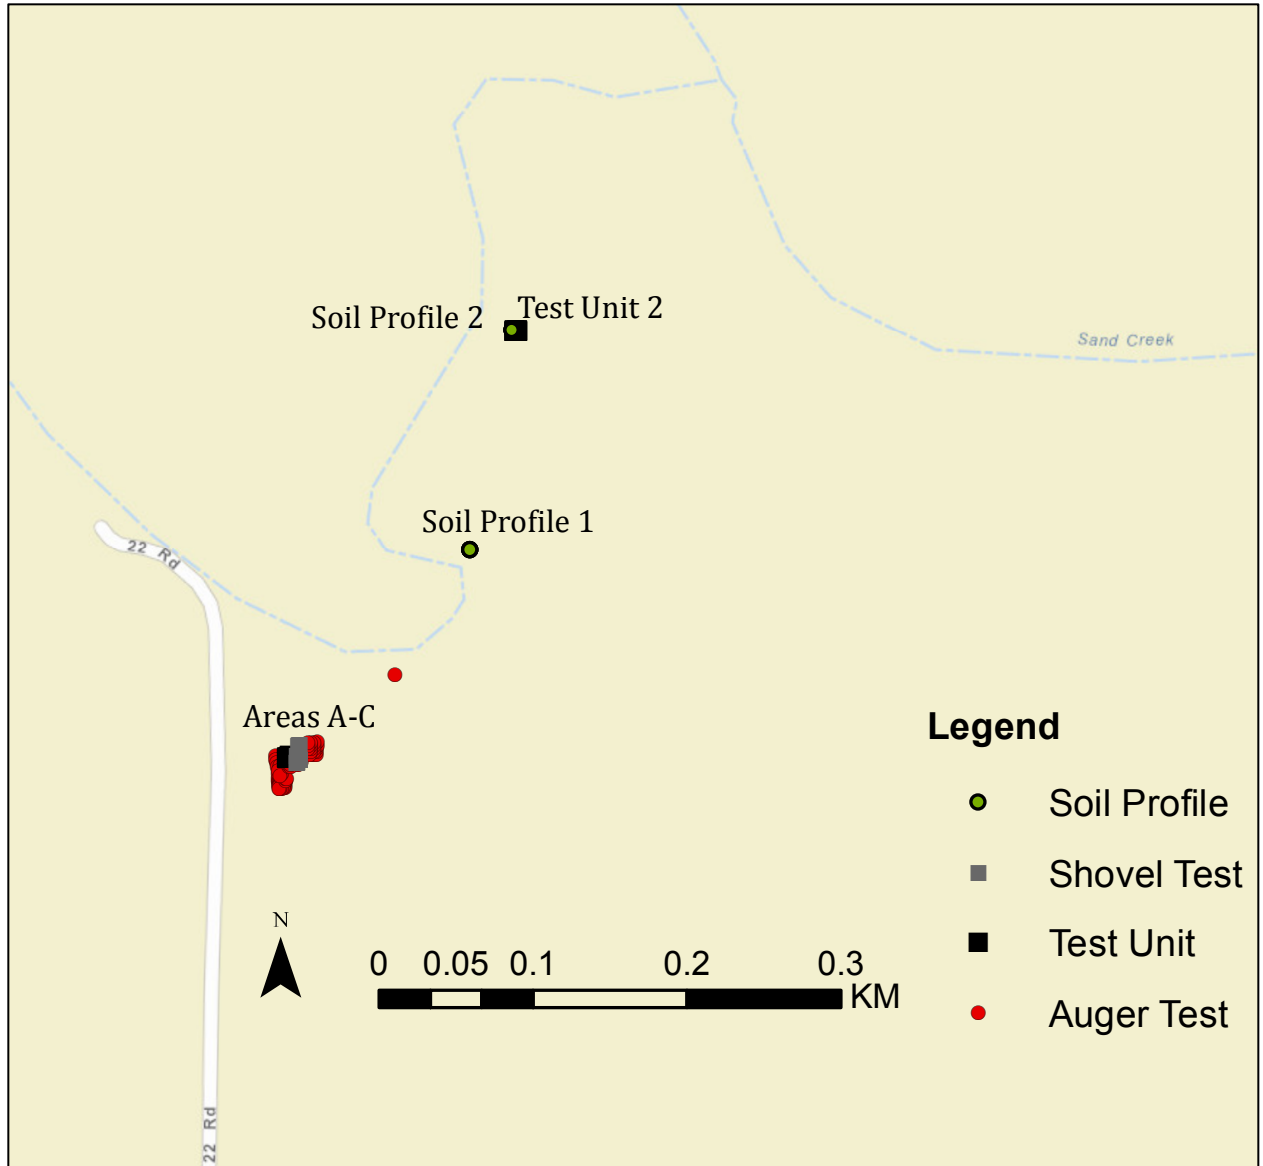 Test Unit 2
Soil Profile 2
Sand Creek
Soil Profile 1
22 Rd
Areas A-C
Legend
Soil Profile
Shovel Test
N
Test Unit
0 0.05 0.1 0.2 0.3
KM
Auger Test
22 Rd